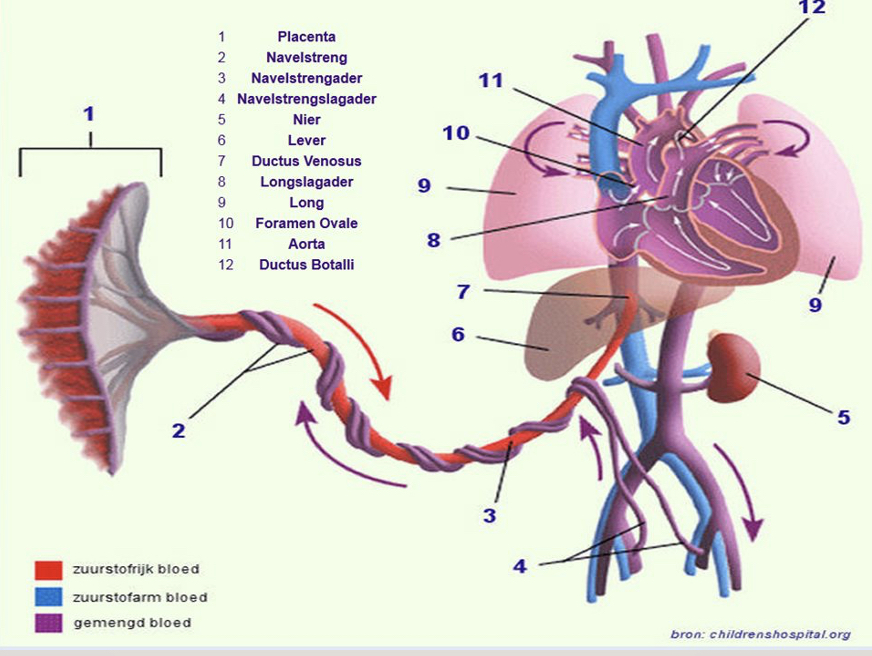 12
1 Placenta
2 Navelstreng
3 Navelstrengader
4 Navelstrengslagader
5 Nier
6 Lever
7 Ductus Venosus
8 Longslagader
9 Long
10 Foramen Ovale
11 Aorta
12 Ductus Botalli
1
11
10
9
8
7
9
6
5
2
3
4
zuurstofrijk bloed
zuurstofarm bloed
gemengd bloed
bron: childrenshospital.org